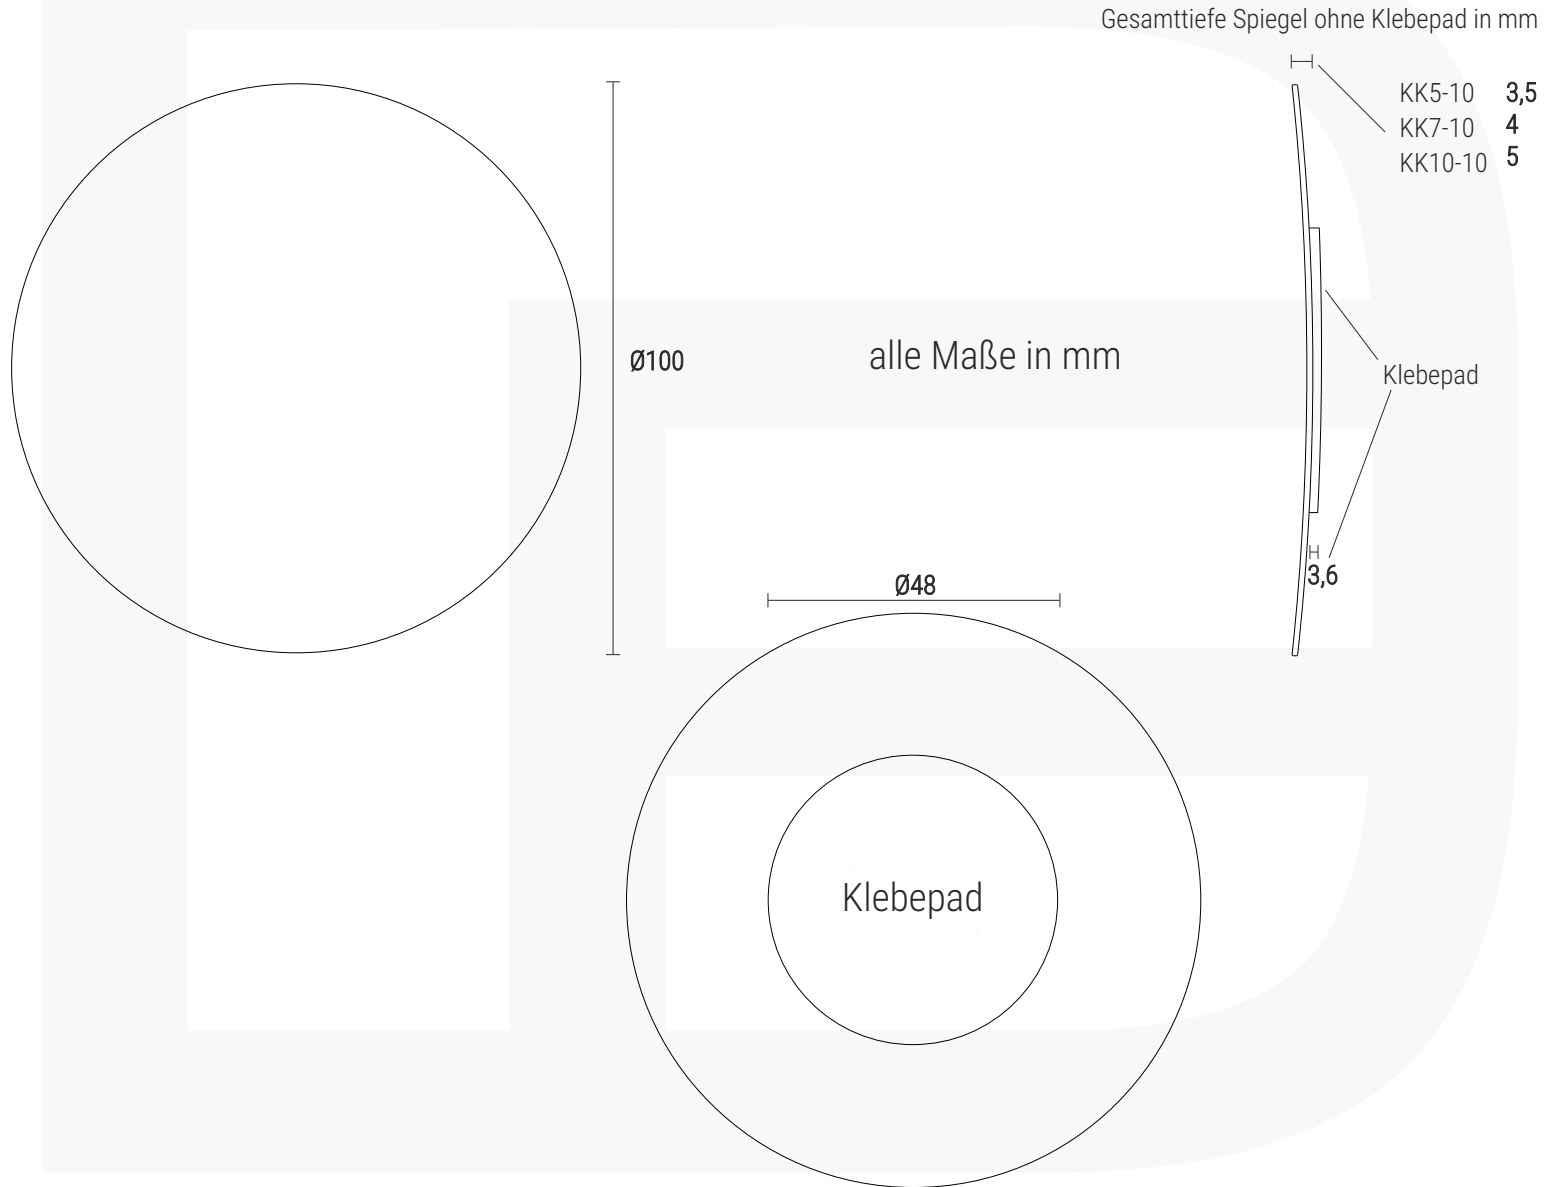 Gesamttiefe Spiegel ohne Klebepad in mm
KK5-10 3,5
KK7-10 4
KK10-10 5
Ø100
alle Maße in mm
Klebepad
3,6
Ø48
Klebepad